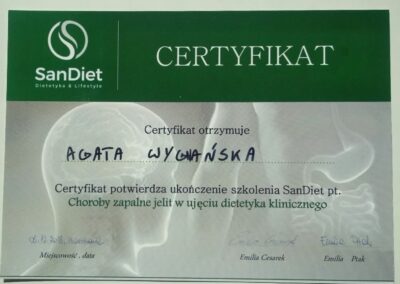 SanDiet
Dietetyka & Lifestyle
CERTYFIKAT
Certyfikat otrzymuje
AGATA
Certyfikat potwierdza ukończenie szkolenia SanDiet pt.
Choroby zapalne jelit w ujęciu dietetyka klinicznego
Miejscowość , data
Emilia Cesarek
Emilia Ptak